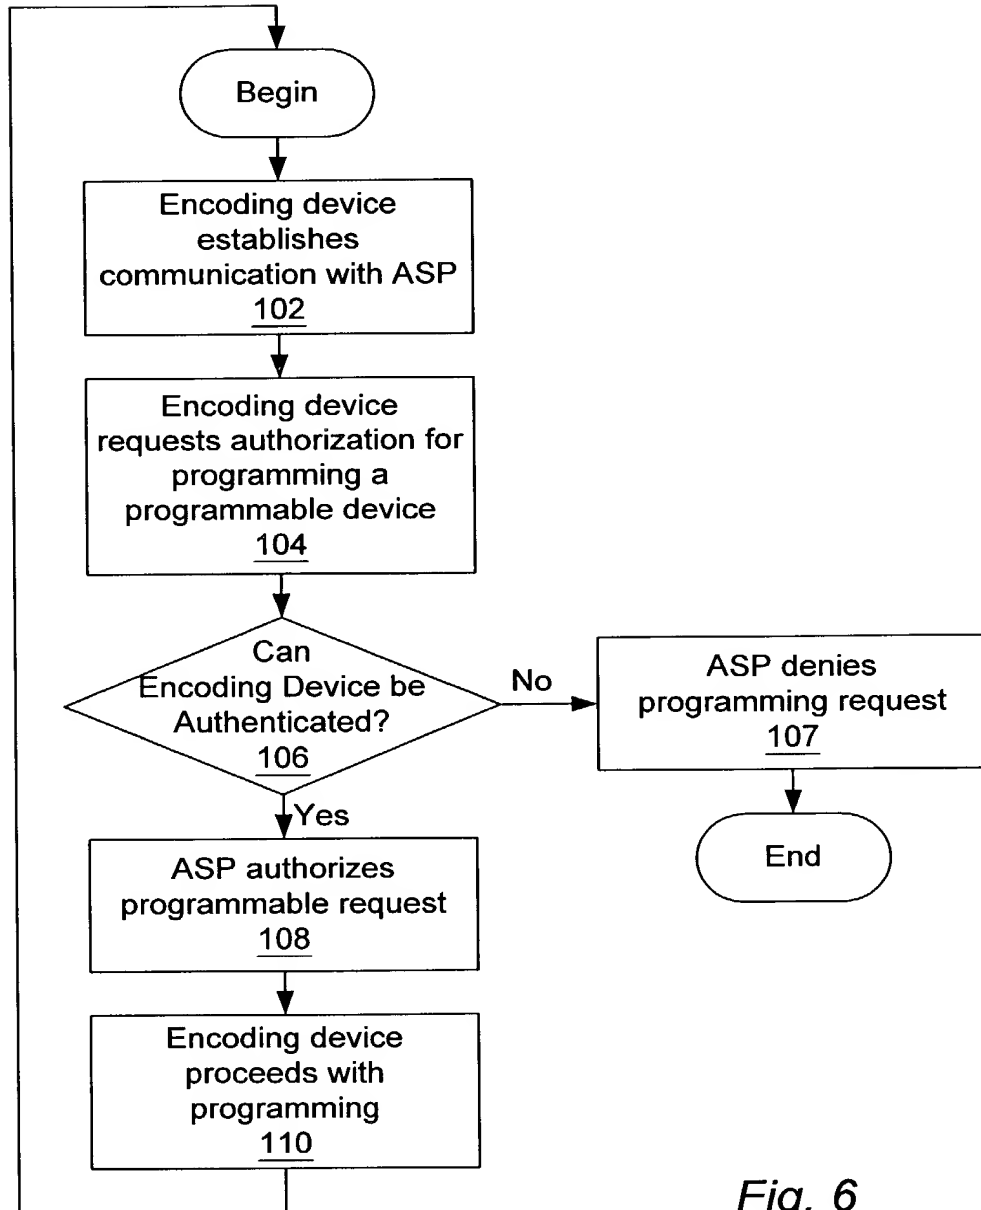 Begin
Encoding device
establishes
communication with ASP
102
Encoding device
requests authorization for
programming a
programmable device
104
Can
Encoding Device be
Authenticated?
106
No
ASP denies
programming request
107
End
Yes
ASP authorizes
programmable request
108
Encoding device
proceeds with
programming
110
Fig. 6